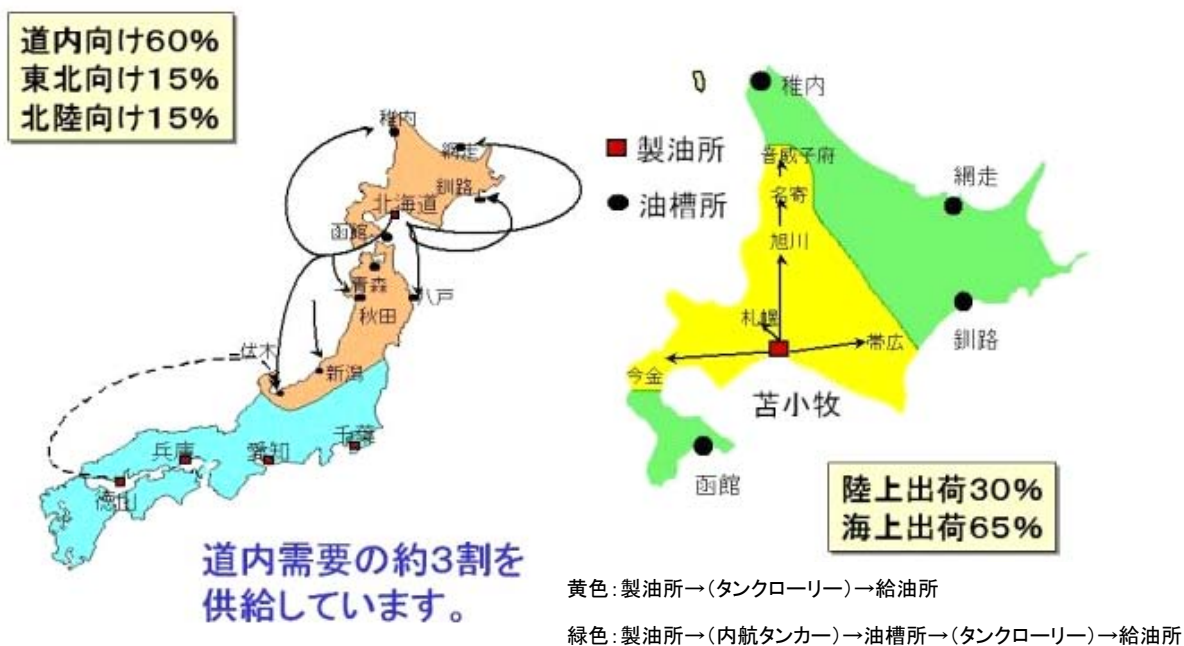 道内向け60%
東北向け15%
北陸向け15%
稚内
網走
釧路
北海道
函館
青森
八戸
秋田
伏木
新潟
千葉
愛知
兵庫
徳山
道内需要の約3割を
供給しています。
製油所
油槽所
稚内
音威子府
名寄
網走
旭川
札幌
帯広
釧路
今金
苫小牧
函館
陸上出荷30%
海上出荷65%
黄色:製油所→(タンクローリー)→給油所
緑色:製油所→(内航タンカー)→油槽所→(タンクローリー)→給油所